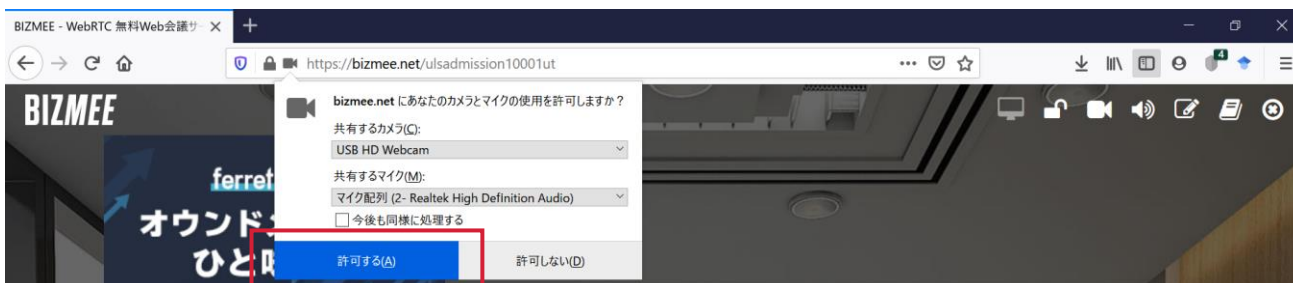 BIZMEE - WebRTC 無料Web会議サ
https://bizmee.net/ulsadmission10001ut
4
BIZMEE
bizmee.net にあなたのカメラとマイクの使用を許可しますか？
共有するカメラ(C):
USB HD Webcam
共有するマイク(M):
マイク配列 (2- Realtek High Definition Audio)
今後も同様に処理する
許可する(A)
許可しない(D)
ferret
オウンド
ひと